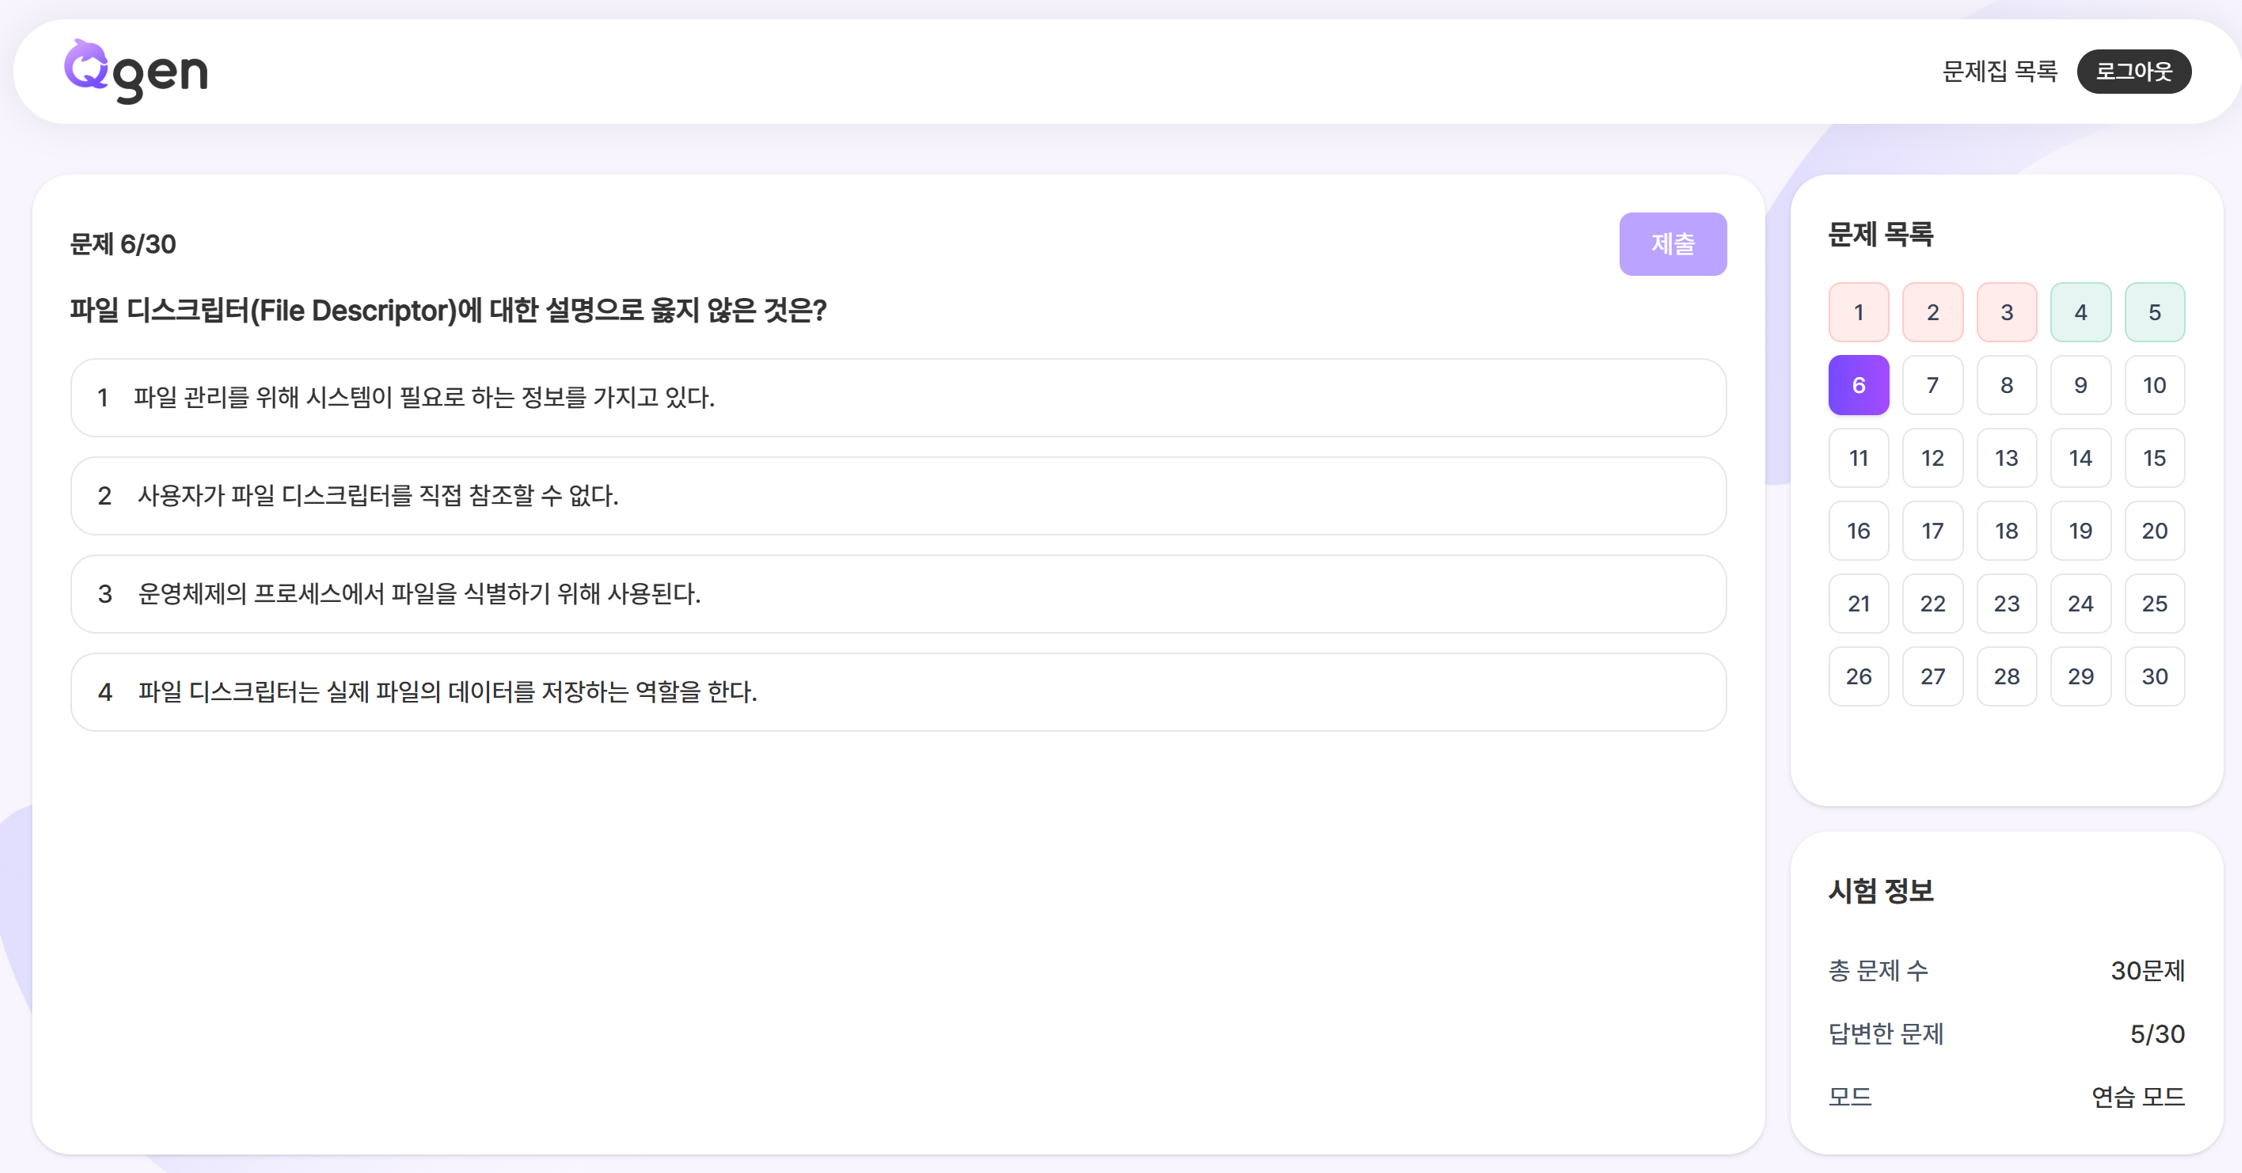 Qgen
문제집 목록
로그아웃
문제 6/30
제출
파일 디스크립터(File Descriptor)에 대한 설명으로 옳지 않은 것은?
1 파일 관리를 위해 시스템이 필요로 하는 정보를 가지고 있다.
2 사용자가 파일 디스크립터를 직접 참조할 수 없다.
3 운영체제의 프로세스에서 파일을 식별하기 위해 사용된다.
4 파일 디스크립터는 실제 파일의 데이터를 저장하는 역할을 한다.
문제 목록
1 2 3 4 5
6 7 8 9 10
11 12 13 14 15
16 17 18 19 20
21 22 23 24 25
26 27 28 29 30
시험 정보
총 문제 수 30문제
답변한 문제 5/30
모드 연습 모드